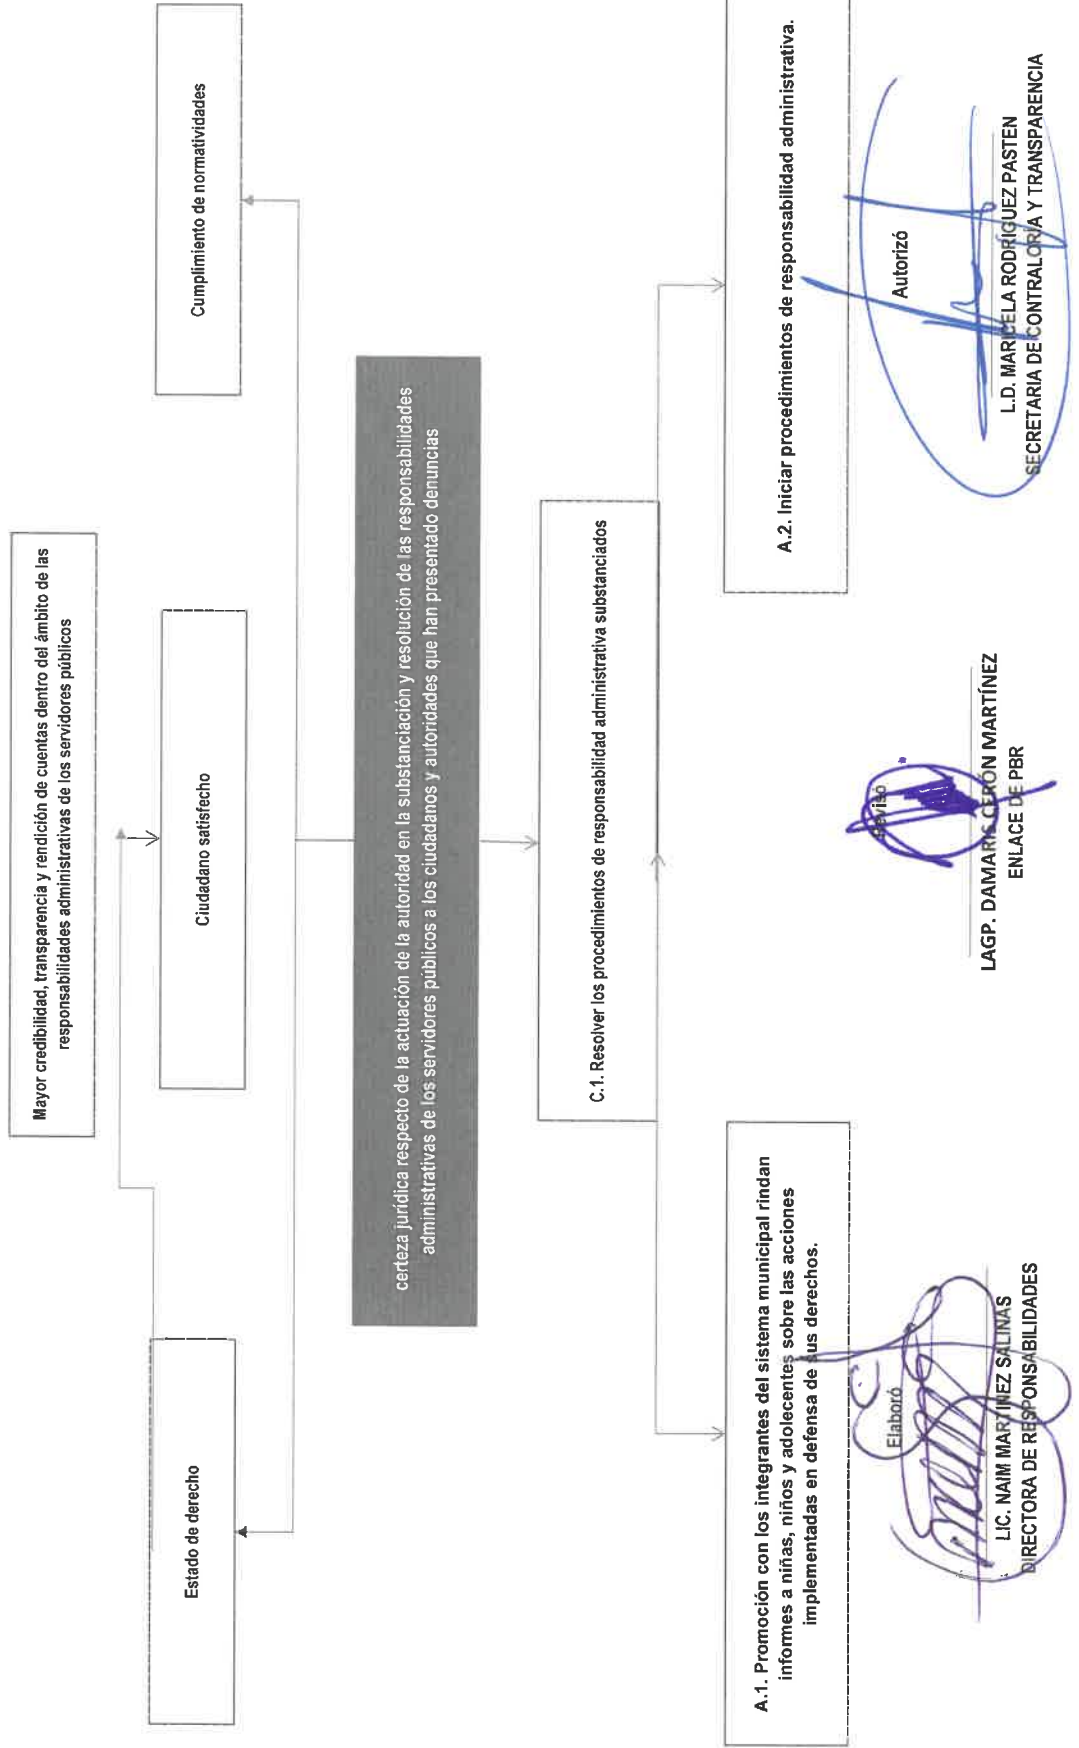 Mayor credibilidad, transparencia y rendición de cuentas dentro del ámbito de las
responsabilidades administrativas de los servidores públicos
Estado de derecho
Ciudadano satisfecho
Cumplimiento de normatividades
certeza jurídica respecto de la actuación de la autoridad en la substanciación y resolución de las responsabilidades
administrativas de los servidores públicos a los ciudadanos y autoridades que han presentado denuncias
C.1. Resolver los procedimientos de responsabilidad administrativa substanciados
A.1. Promoción con los integrantes del sistema municipal rindan
informes a niñas, niños y adolecentes sobre las acciones
implementadas en defensa de sus derechos.
A.2. Iniciar procedimientos de responsabilidad administrativa.
Elaboró
LIC. NAIM MARTINEZ SALINAS
DIRECTORA DE RESPONSABILIDADES
Revisó
LAGP. DAMARIS CERÓN MARTÍNEZ
ENLACE DE PBR
Autorizó
L.D. MARICELA RODRIGUEZ PASTEN
SECRETARIA DE CONTRALORIA Y TRANSPARENCIA